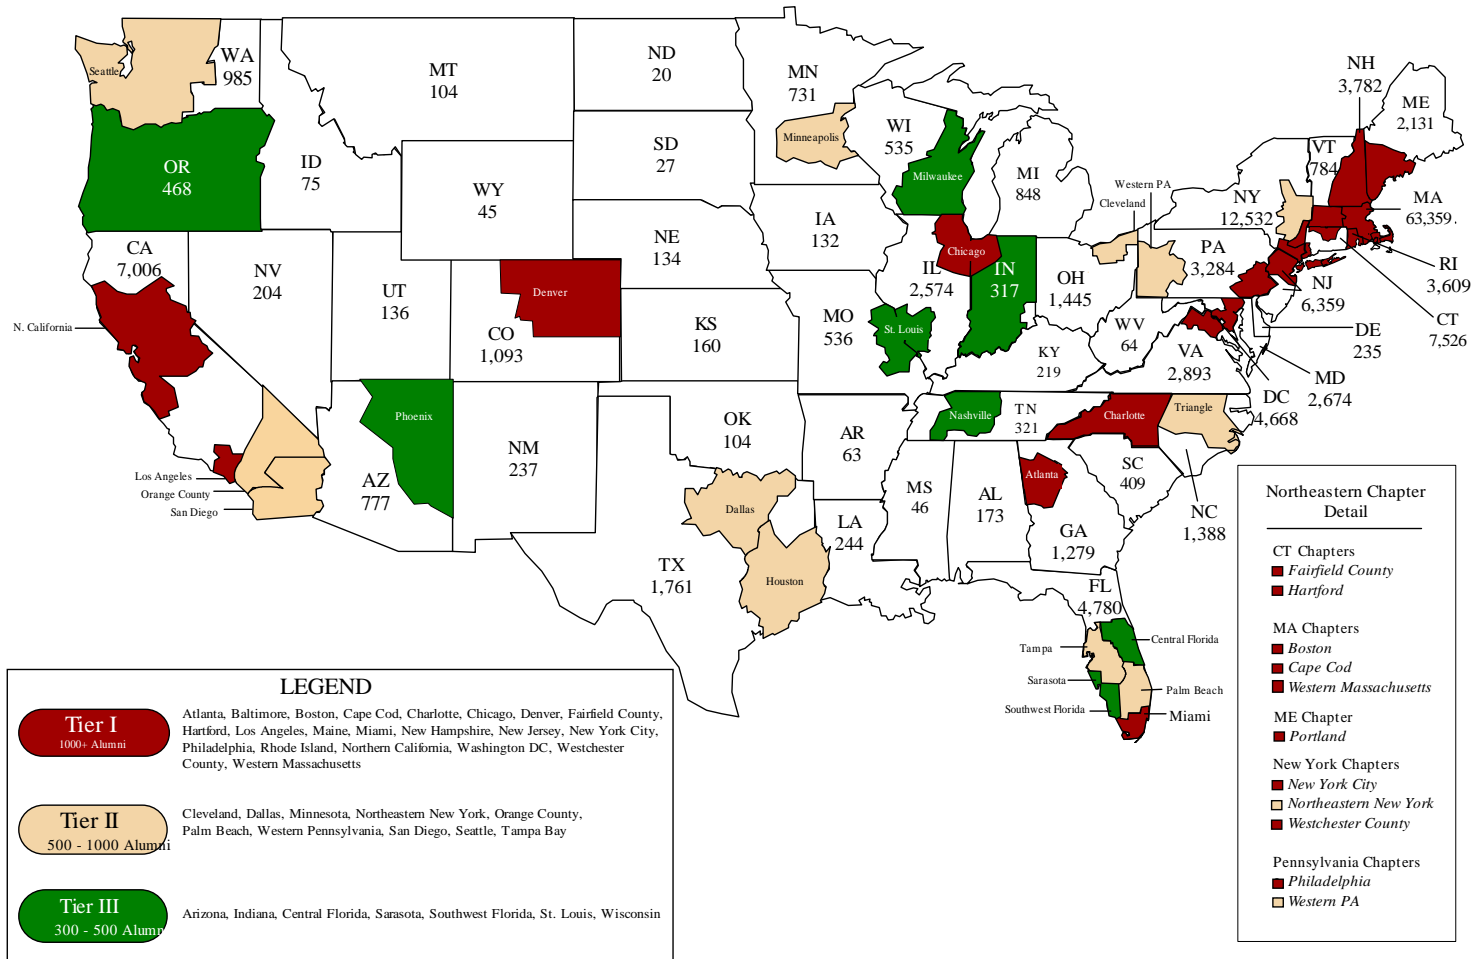 WA
985
Seattle
MT
104
ND
20
MN
731
Minneapolis
WI
535
Milwaukee
MI
848
NH
3,782
ME
2,131
VT
784
OR
468
ID
75
WY
45
SD
27
IA
132
NE
134
Western PA
Cleveland
NY
12,532
MA
63,359
RI
3,609
CT
7,526
PA
3,284
NJ
6,359
DE
235
MD
2,674
DC
4,668
CA
7,006
N. California
NV
204
UT
136
Denver
CO
1,093
KS
160
MO
536
IL
2,574
Chicago
IN
317
St. Louis
OH
1,445
WV
64
KY
219
VA
2,893
Phoenix
AZ
777
NM
237
OK
104
AR
63
Nashville
TN
321
Charlotte
Triangle
NC
1,388
SC
409
Atlanta
GA
1,279
AL
173
MS
46
LA
244
Los Angeles
Orange County
San Diego
Dallas
Houston
TX
1,761
FL
4,780
Tampa
Central Florida
Sarasota
Palm Beach
Southwest Florida
Miami
LEGEND
Tier I
1000+ Alumni
Atlanta, Baltimore, Boston, Cape Cod, Charlotte, Chicago, Denver, Fairfield County,
Hartford, Los Angeles, Maine, Miami, New Hampshire, New Jersey, New York City,
Philadelphia, Rhode Island, Northern California, Washington DC, Westchester
County, Western Massachusetts
Tier II
500 - 1000 Alumni
Cleveland, Dallas, Minnesota, Northeastern New York, Orange County,
Palm Beach, Western Pennsylvania, San Diego, Seattle, Tampa Bay
Tier III
300 - 500 Alumn
Arizona, Indiana, Central Florida, Sarasota, Southwest Florida, St. Louis, Wisconsin
Northeastern Chapter
Detail
CT Chapters
Fairfield County
Hartford
MA Chapters
Boston
Cape Cod
Western Massachusetts
ME Chapter
Portland
New York Chapters
New York City
Northeastern New York
Westchester County
Pennsylvania Chapters
Philadelphia
Western PA